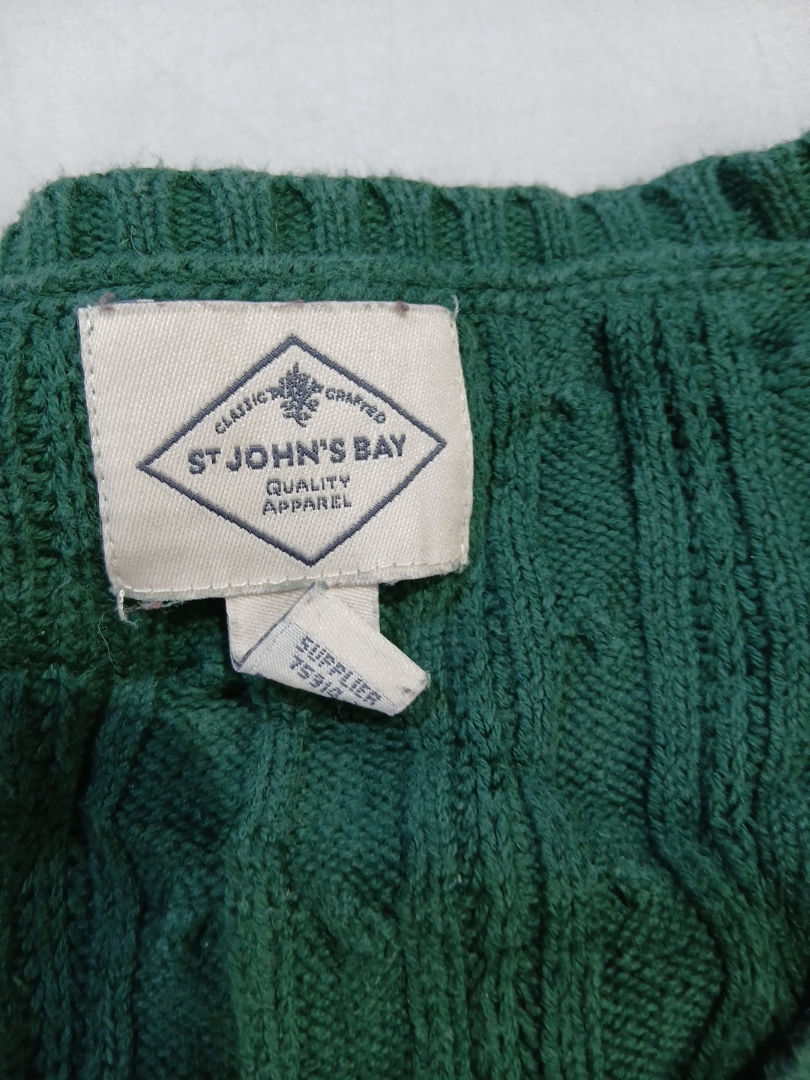 CLASSIC CRAFTED
ST JOHN'S BAY
QUALITY
APPAREL
SUPPLIER